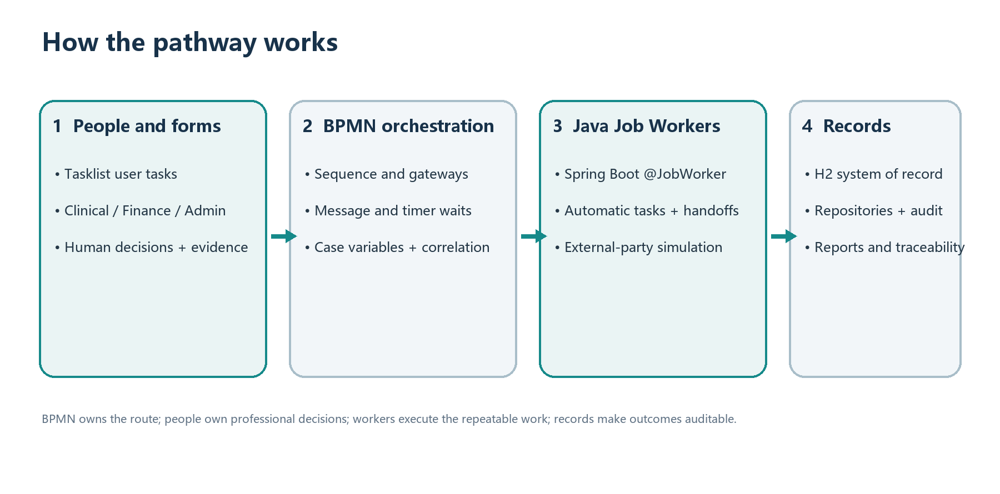 How the pathway works
1 People and forms
• Tasklist user tasks
• Clinical / Finance / Admin
• Human decisions + evidence
2 BPMN orchestration
• Sequence and gateways
• Message and timer waits
• Case variables + correlation
3 Java Job Workers
• Spring Boot @JobWorker
• Automatic tasks + handoffs
• External-party simulation
4 Records
• H2 system of record
• Repositories + audit
• Reports and traceability
BPMN owns the route; people own professional decisions; workers execute the repeatable work; records make outcomes auditable.